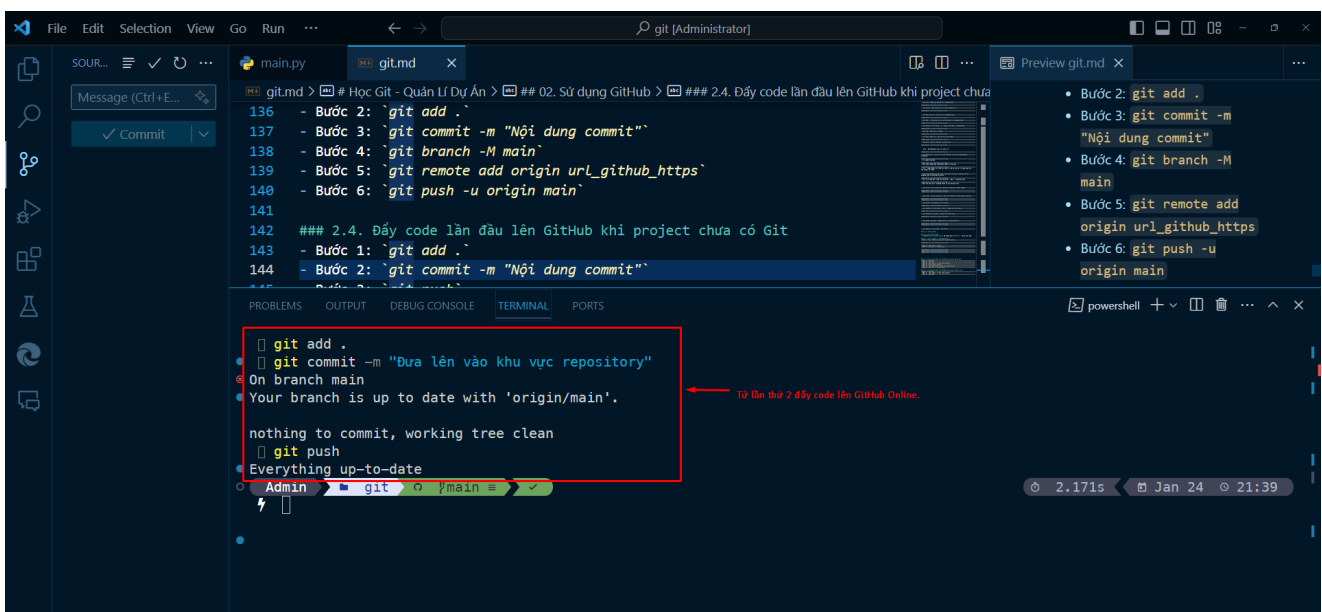 File Edit Selection View Go Run ···
git [Administrator]
SOUR...
Message (Ctrl+E...
Commit
main.py
git.md
Preview git.md
git.md > # Học Git - Quản Lí Dự Án > ## 02. Sử dụng GitHub > ### 2.4. Đẩy code lần đầu lên GitHub khi project chưa
136 - Bước 2: `git add .`
137 - Bước 3: `git commit -m "Nội dung commit"`
138 - Bước 4: `git branch -M main`
139 - Bước 5: `git remote add origin url_github_https`
140 - Bước 6: `git push -u origin main`
141
142 ### 2.4. Đẩy code lần đầu lên GitHub khi project chưa có Git
143 - Bước 1: `git add .`
144 - Bước 2: `git commit -m "Nội dung commit"`
• Bước 2: git add .
• Bước 3: git commit -m
"Nội dung commit"
• Bước 4: git branch -M
main
• Bước 5: git remote add
origin url_github_https
• Bước 6: git push -u
origin main
PROBLEMS OUTPUT DEBUG CONSOLE TERMINAL PORTS
powershell
git add .
git commit -m "Đưa lên vào khu vực repository"
On branch main
Your branch is up to date with 'origin/main'.
nothing to commit, working tree clean
git push
Everything up-to-date
Từ lần thứ 2 đẩy code lên GitHub Online.
Admin git main ≡
2.171s Jan 24 21:39